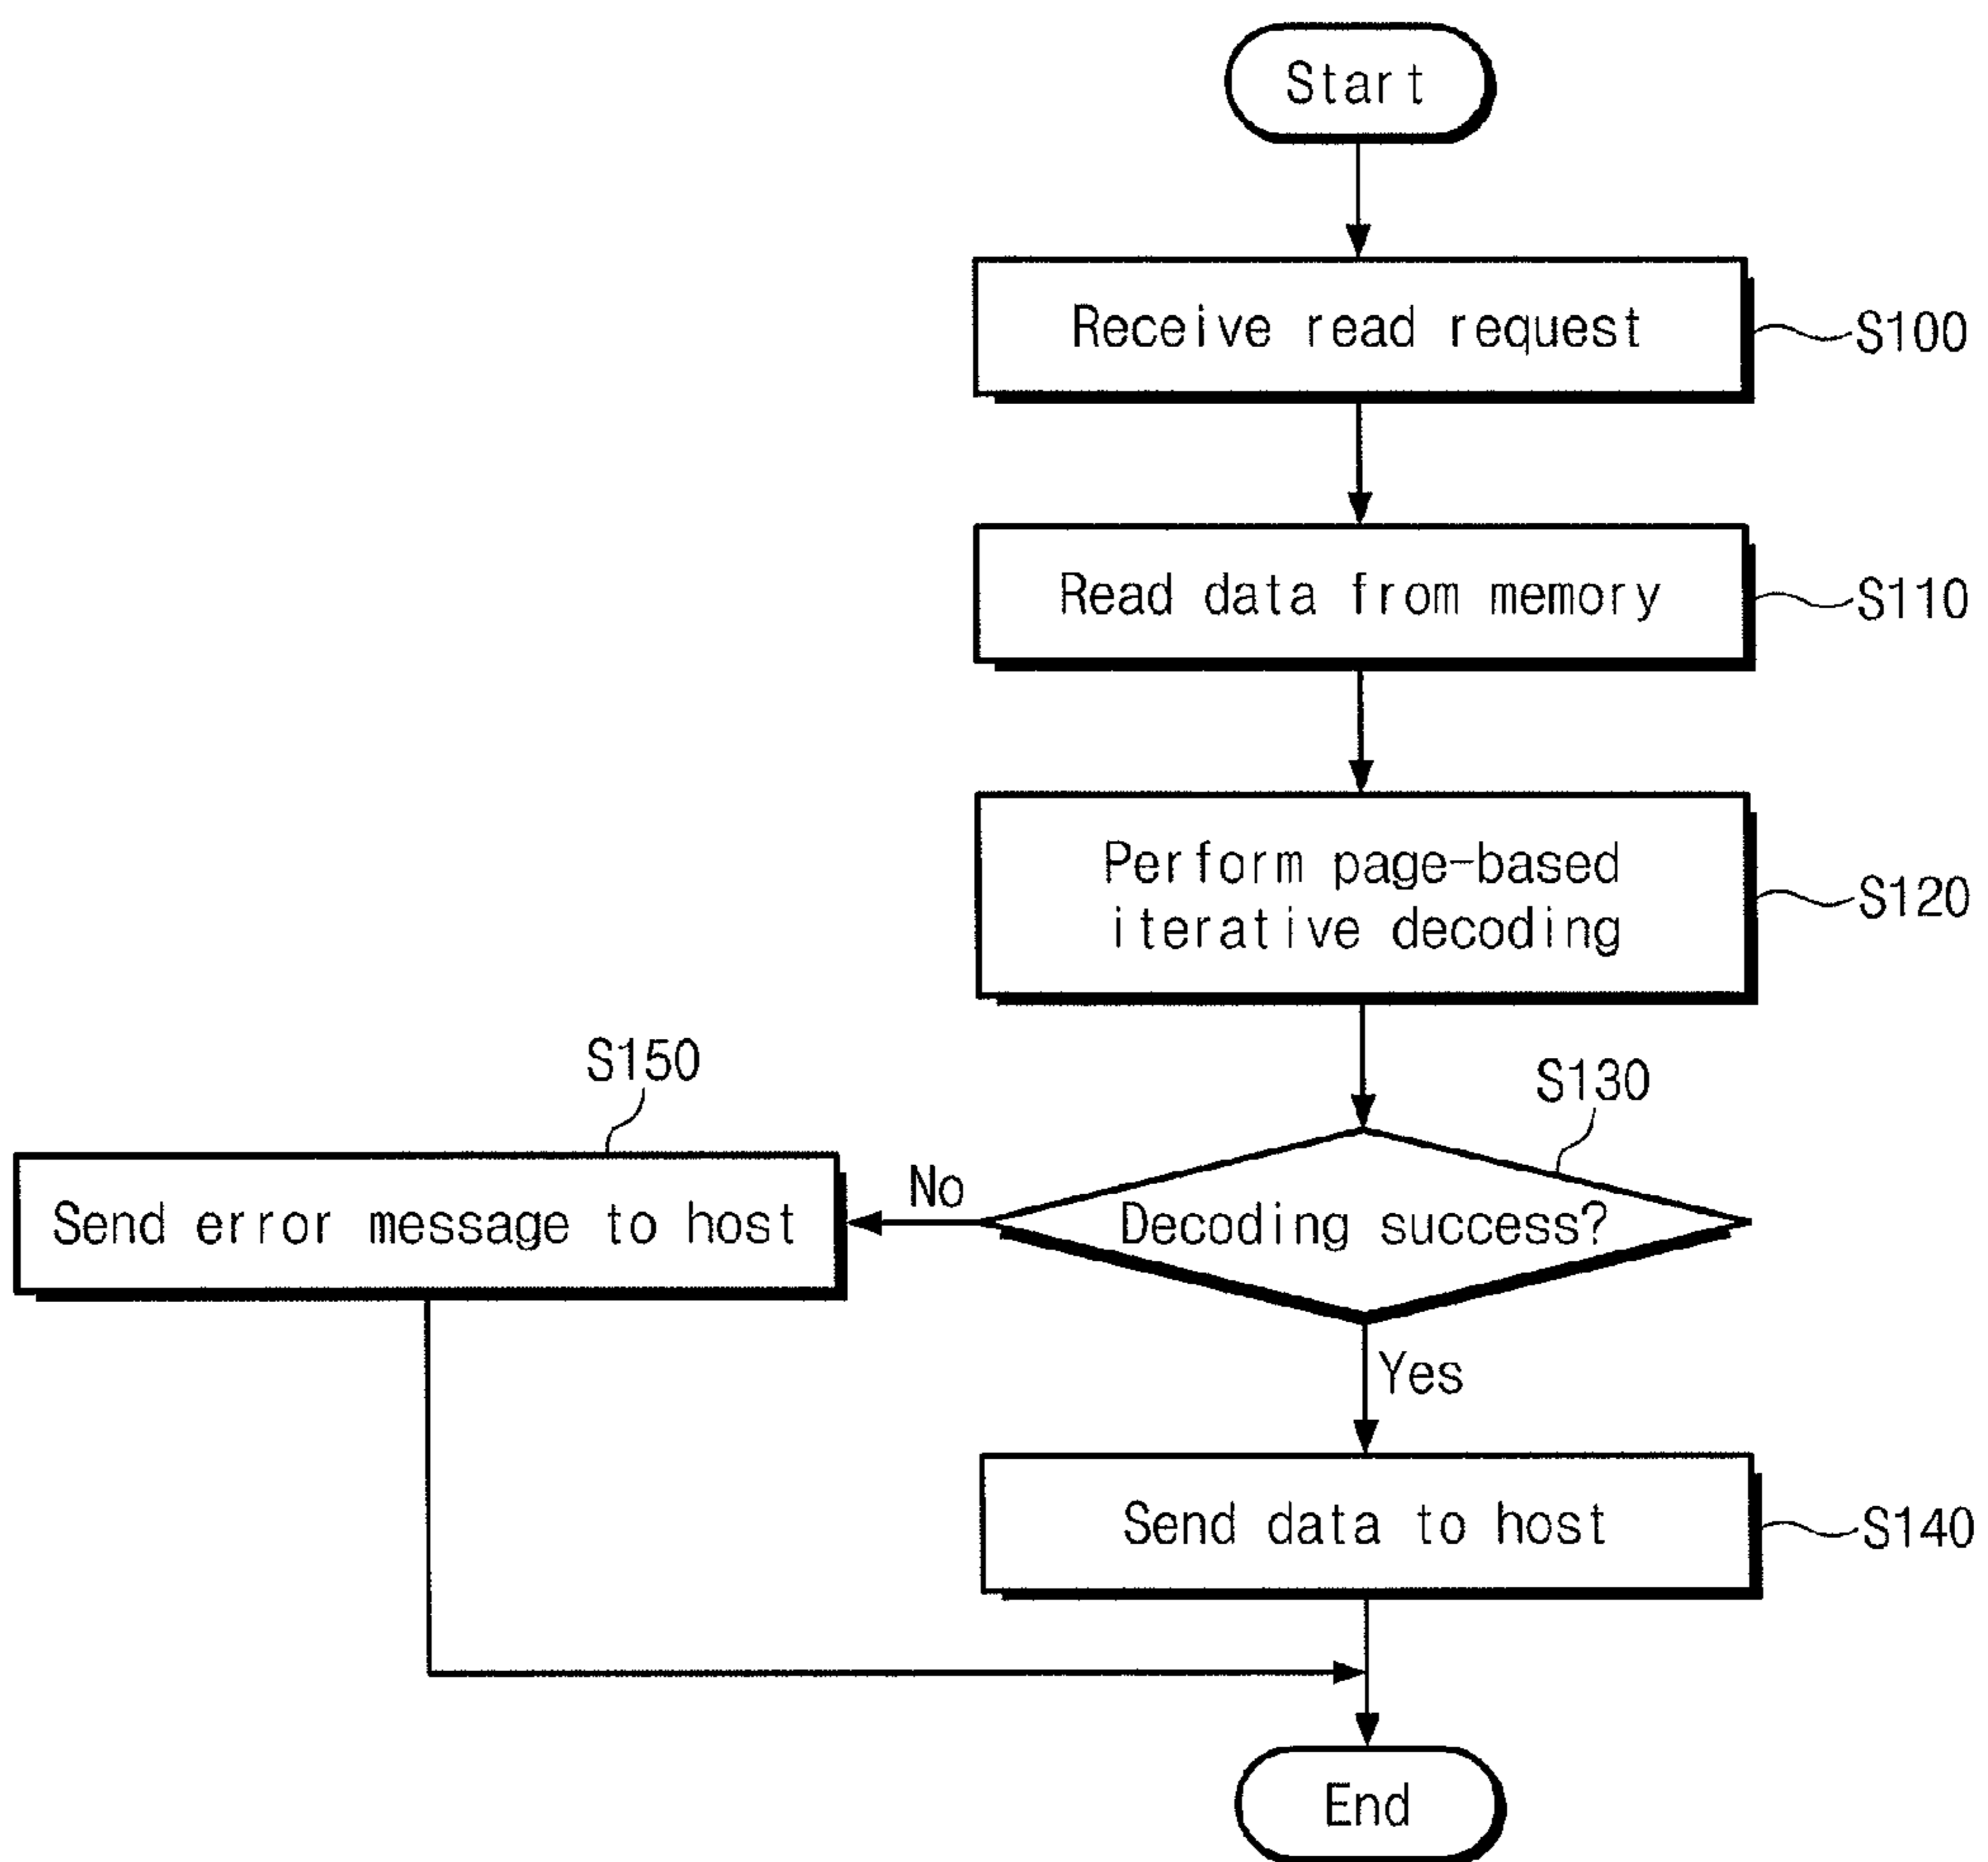 Start
Receive read request
S100
Read data from memory
S110
Perform page-based
iterative decoding
S120
S150
S130
Send error message to host
No
Decoding success?
Yes
Send data to host
S140
End